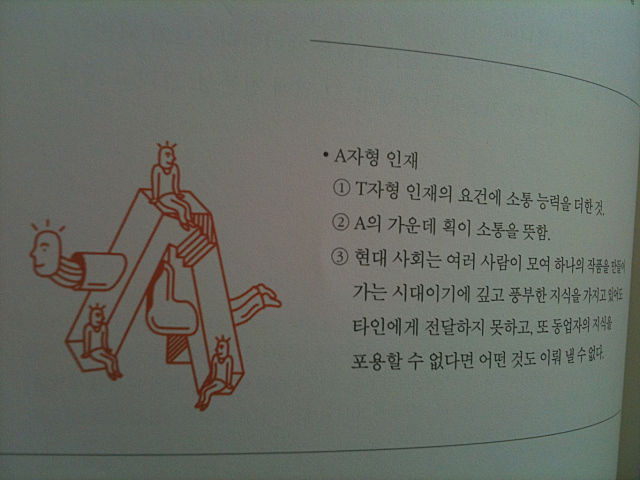 • A자형 인재
① T자형 인재의 요건에 소통 능력을 더한 것.
② A의 가운데 획이 소통을 뜻함.
③ 현대 사회는 여러 사람이 모여 하나의 작품을 만들어
가는 시대이기에 깊고 풍부한 지식을 가지고 있어도
타인에게 전달하지 못하고, 또 동업자의 지식을
포용할 수 없다면 어떤 것도 이뤄 낼 수 없다.